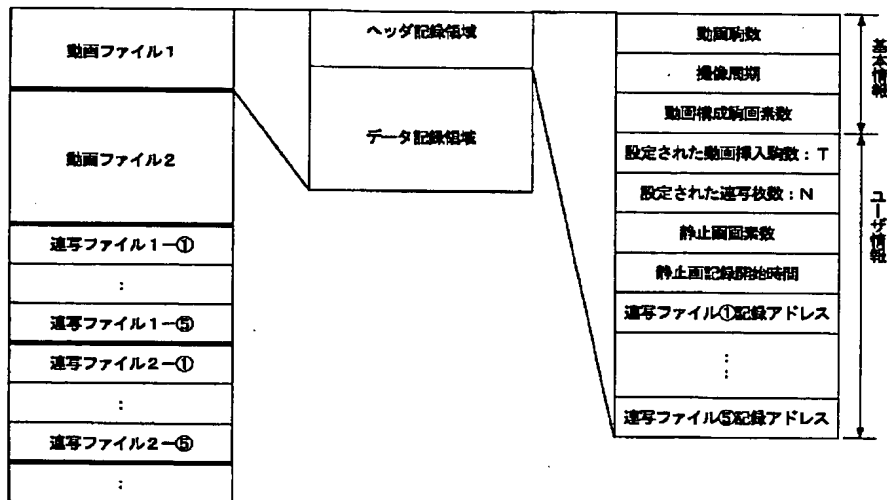 動画ファイル1
動画ファイル2
連写ファイル1-①
:
連写ファイル1-⑤
連写ファイル2-①
:
連写ファイル2-⑤
:
ヘッダ記録領域
データ記録領域
動画駒数
撮像周期
動画構成駒画素数
設定された動画挿入駒数:T
設定された連写枚数:N
静止画画素数
静止画記録開始時間
連写ファイル①記録アドレス
:
:
連写ファイル⑤記録アドレス
基本情報
ユーザ情報